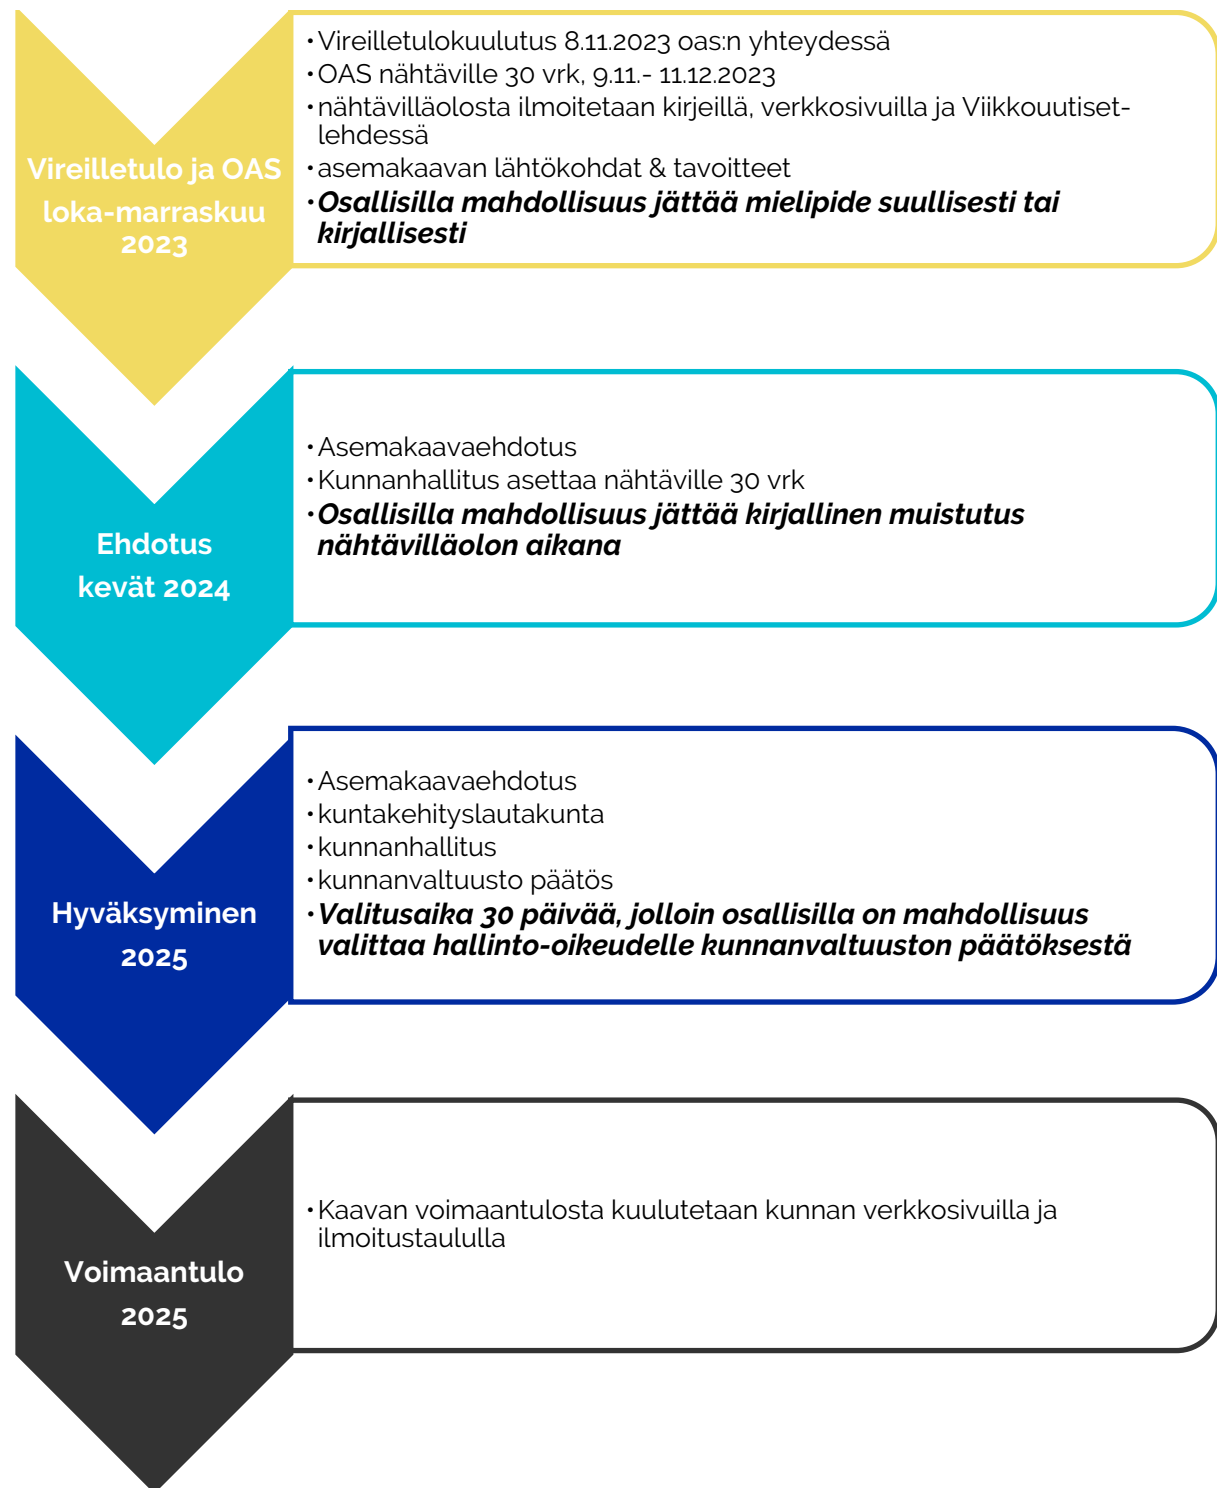 Vireilletulo ja OAS
loka-marraskuu
2023
•Vireilletulokuulutus 8.11.2023 oas:n yhteydessä
•OAS nähtäville 30 vrk, 9.11.- 11.12.2023
•nähtävilläolosta ilmoitetaan kirjeillä, verkkosivuilla ja Viikkouutiset-
lehdessä
•asemakaavan lähtökohdat & tavoitteet
•Osallisilla mahdollisuus jättää mielipide suullisesti tai
kirjallisesti
Ehdotus
kevät 2024
•Asemakaavaehdotus
•Kunnanhallitus asettaa nähtäville 30 vrk
•Osallisilla mahdollisuus jättää kirjallinen muistutus
nähtävilläolon aikana
Hyväksyminen
2025
•Asemakaavaehdotus
•kuntakehityslautakunta
•kunnanhallitus
•kunnanvaltuusto päätös
•Valitusaika 30 päivää, jolloin osallisilla on mahdollisuus
valittaa hallinto-oikeudelle kunnanvaltuuston päätöksestä
Voimaantulo
2025
•Kaavan voimaantulosta kuulutetaan kunnan verkkosivuilla ja
ilmoitustaululla